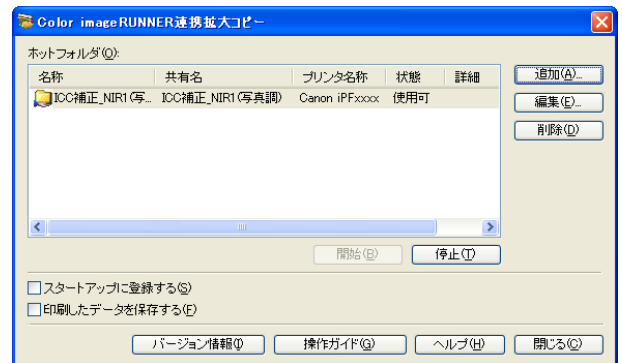 Color imageRUNNER連携拡大コピー
ホットフォルダ(O):
名称 共有名 プリンタ名称 状態 詳細
ICC補正_NIR1(写... ICC補正_NIR1(写真調) Canon iPFxxxx 使用可
追加(A)...
編集(E)...
削除(D)
開始(B) 停止(T)
スタートアップに登録する(S)
印刷したデータを保存する(F)
バージョン情報(I) 操作ガイド(G) ヘルプ(H) 閉じる(C)